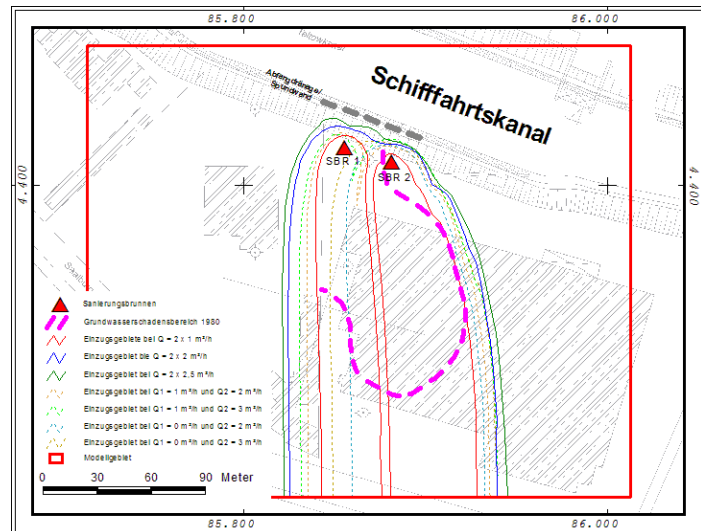 85.800
86.000
Teltowkanal
Abfangdränage/
Spundwand
Schifffahrtskanal
SBR 1
SBR 2
4.400
4.400
Sanierungsbrunnen
Grundwasserschadensbereich 1980
Einzugsgebiete bei Q = 2 x 1 m³/h
Einzugsgebiet ble Q = 2 x 2 m³/h
Einzugsgebiet bei Q = 2 x 2,5 m³/h
Einzugsgebiet bei Q1 = 1 m³/h und Q2 = 2 m³/h
Einzugsgebiet bei Q1 = 1 m³/h und Q2 = 3 m³/h
Einzugsgebiet bei Q1 = 0 m³/h und Q2 = 2 m³/h
Einzugsgebiet bei Q1 = 0 m³/h und Q2 = 3 m³/h
Modellgebiet
0 30 60 90 Meter
85.800
86.000